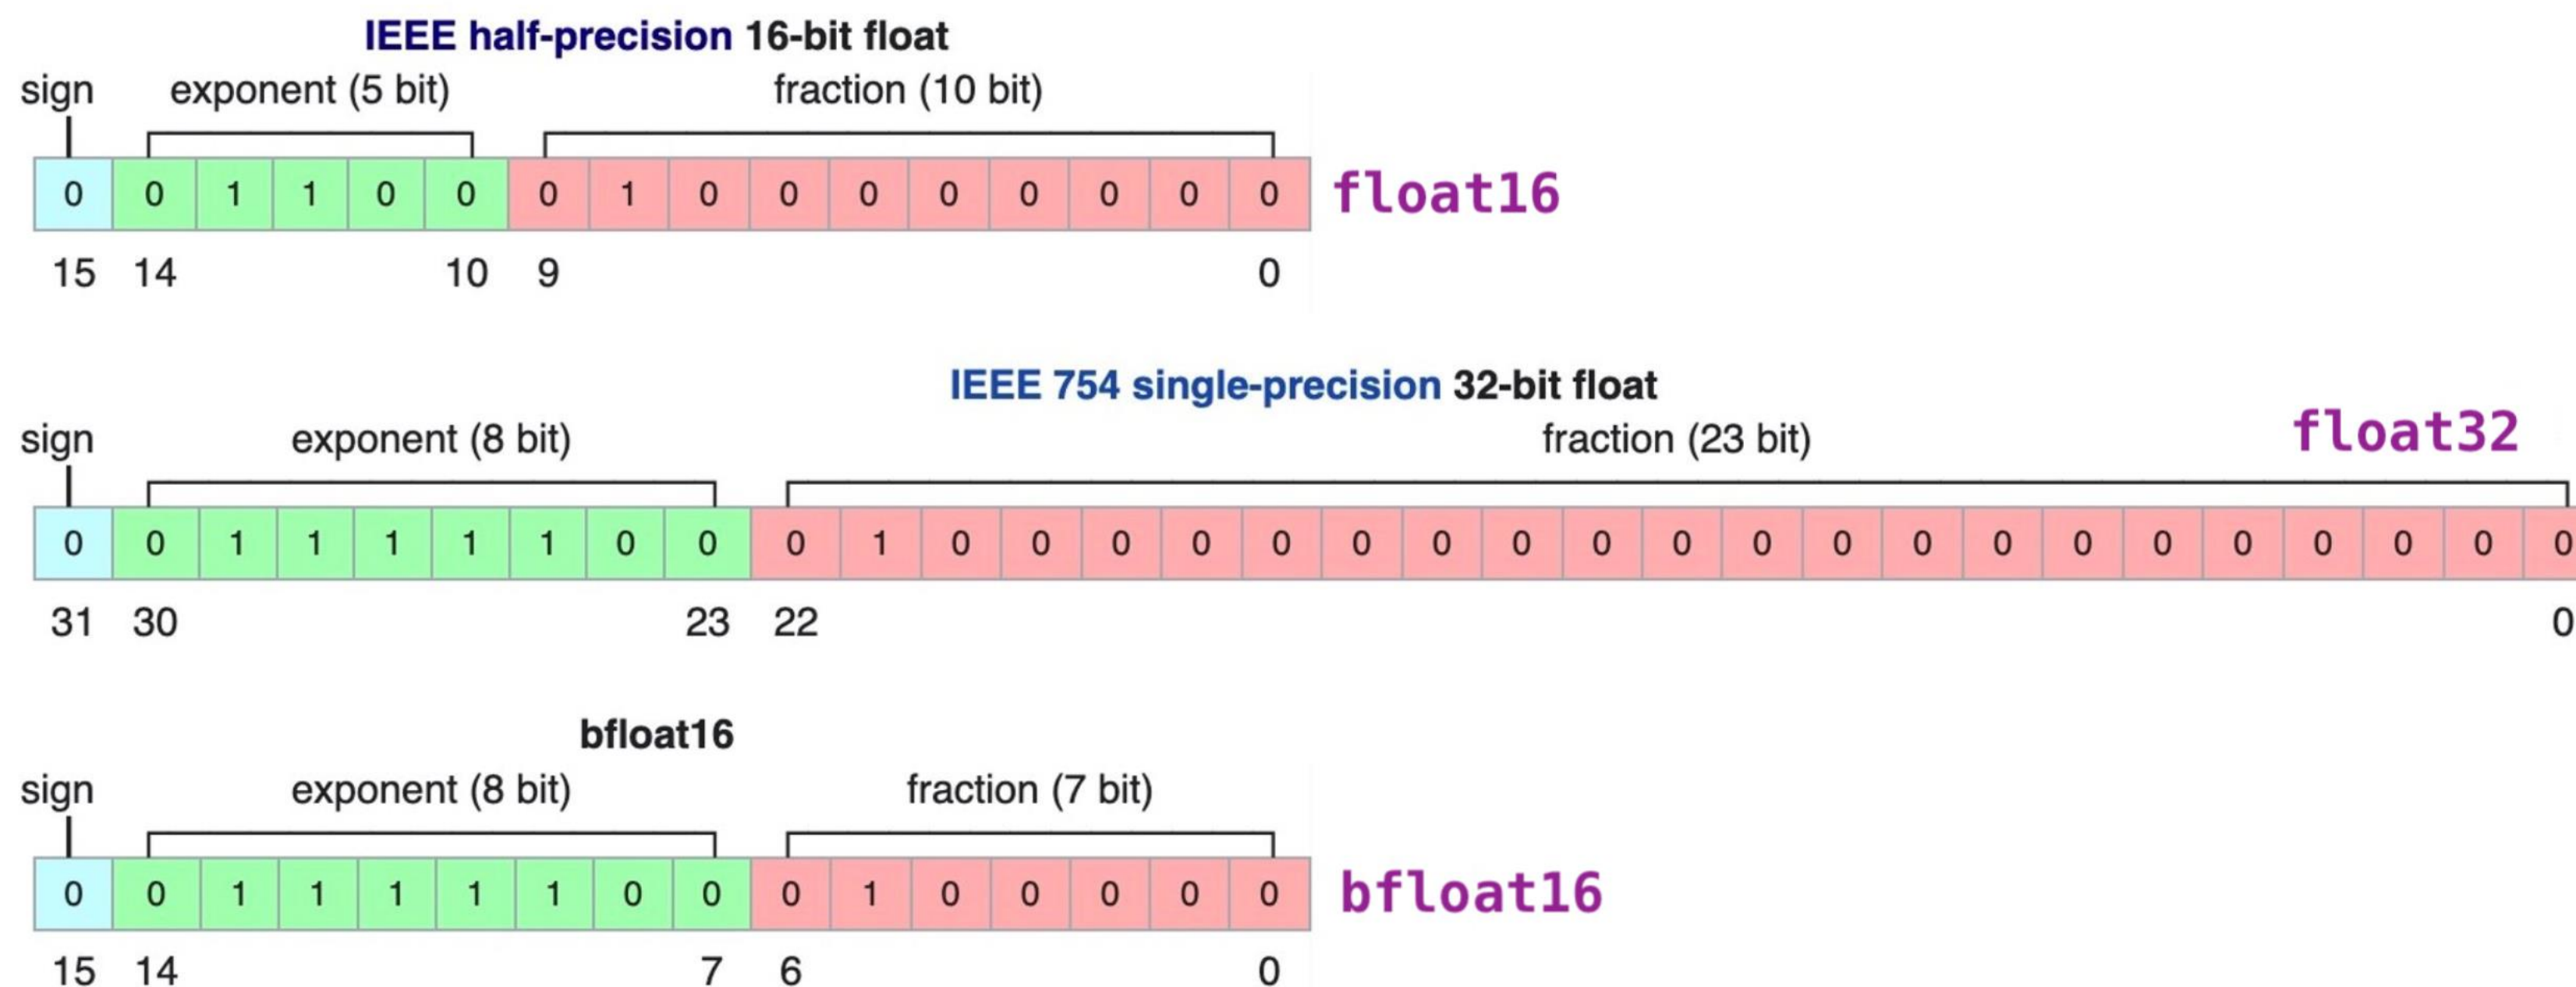 IEEE half-precision 16-bit float
sign exponent (5 bit) fraction (10 bit)
0 0 1 1 0 0 0 1 0 0 0 0 0 0 0 0 float16
15 14 10 9 0
IEEE 754 single-precision 32-bit float
sign exponent (8 bit) fraction (23 bit) float32
0 0 1 1 1 1 1 0 0 0 1 0 0 0 0 0 0 0 0 0 0 0 0 0 0 0 0 0 0 0 0 0
31 30 23 22 0
bfloat16
sign exponent (8 bit) fraction (7 bit)
0 0 1 1 1 1 1 0 0 0 1 0 0 0 0 0 bfloat16
15 14 7 6 0